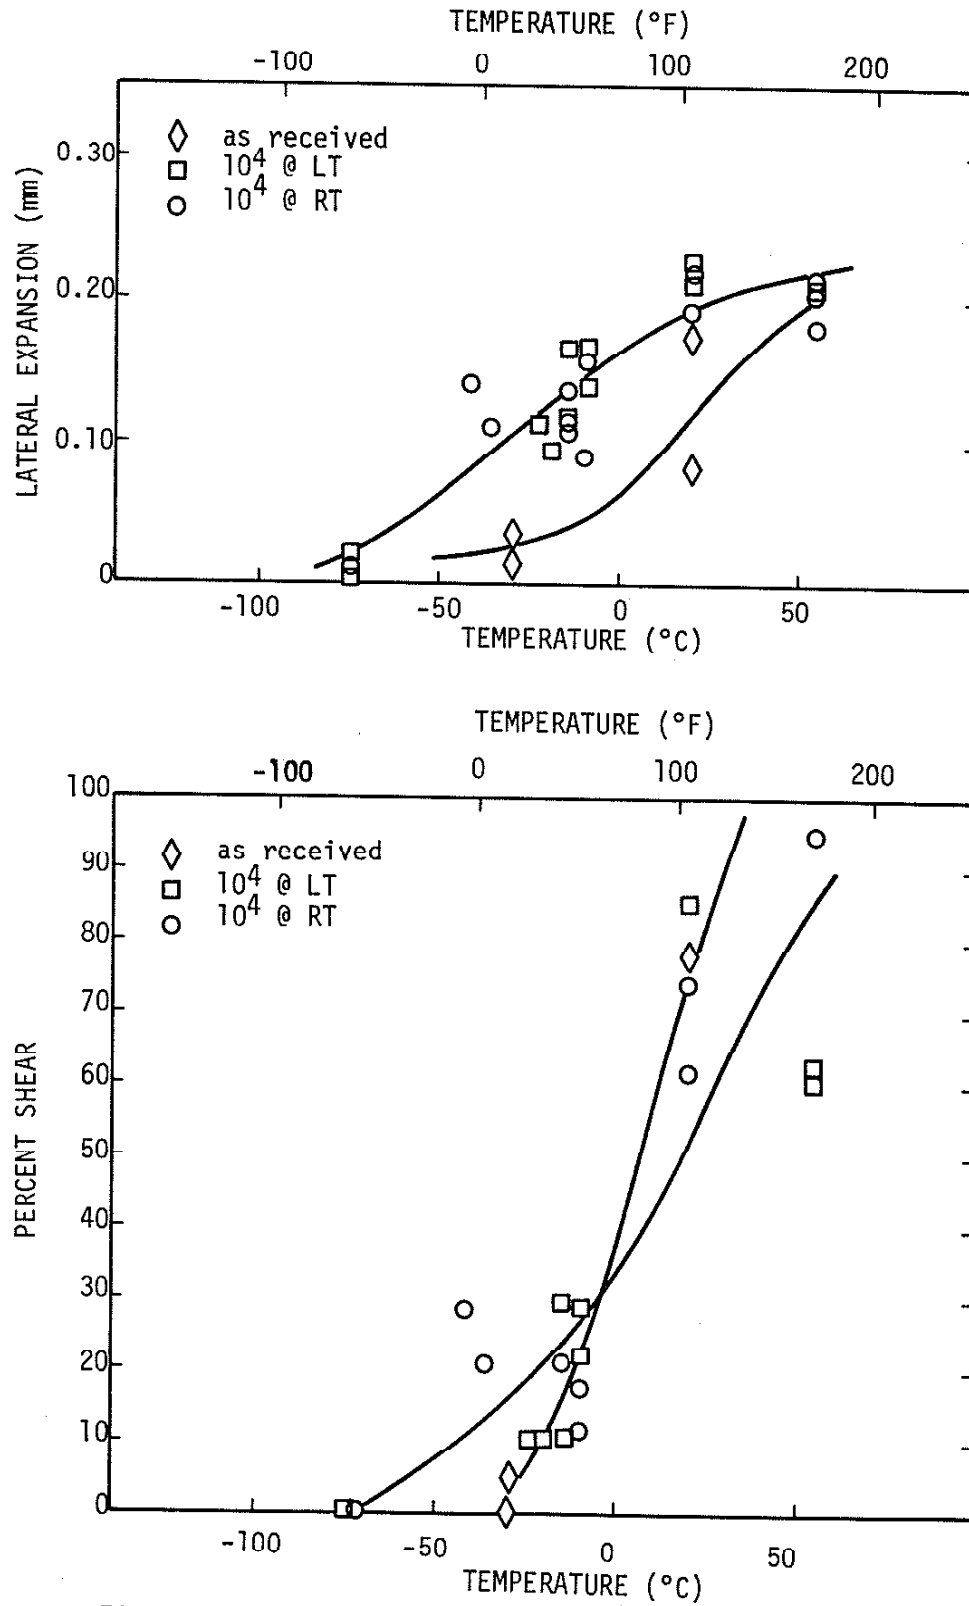 TEMPERATURE (°F)
-100 0 100 200
as received
10⁴ @ LT
10⁴ @ RT
0.30
0.20
0.10
0
LATERAL EXPANSION (mm)
-100 -50 0 50
TEMPERATURE (°C)
TEMPERATURE (°F)
-100 0 100 200
100
as received
10⁴ @ LT
10⁴ @ RT
90
80
70
60
50
40
30
20
10
0
PERCENT SHEAR
-100 -50 0 50
TEMPERATURE (°C)